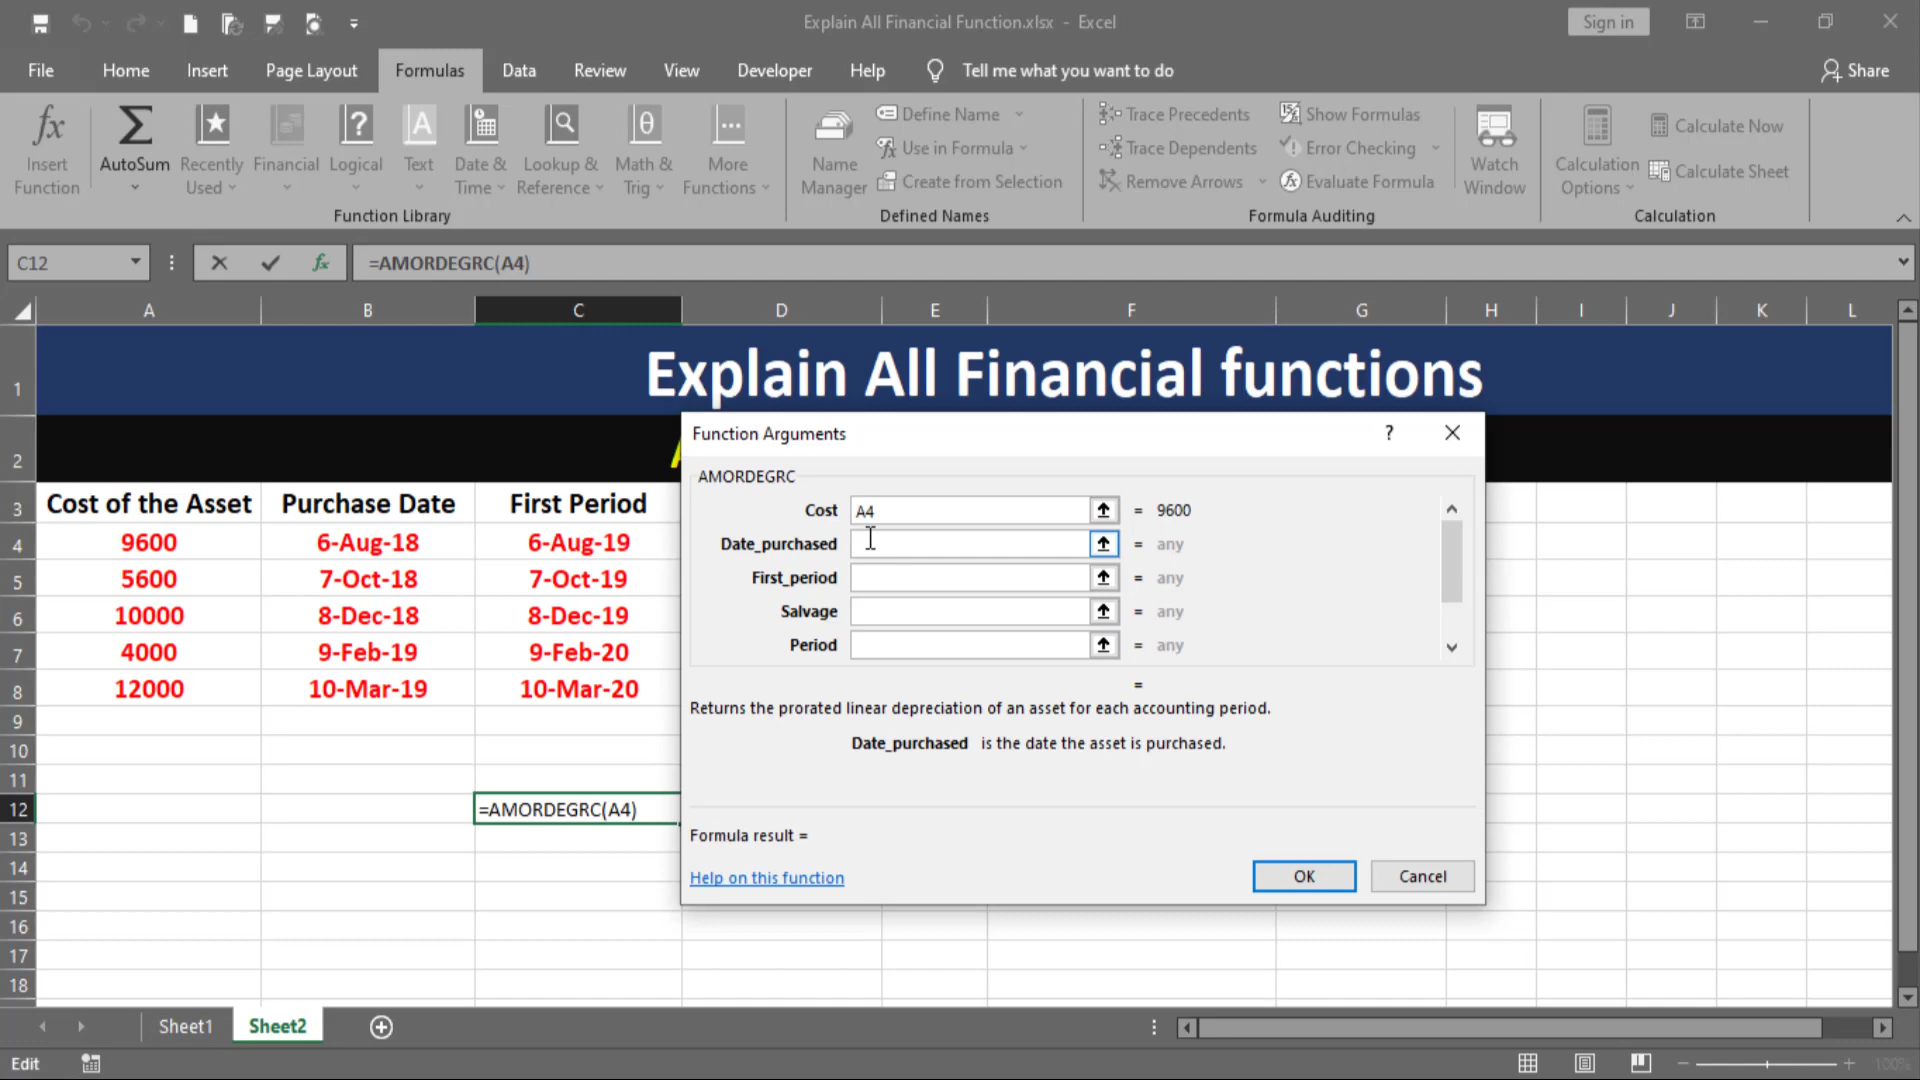 Explain All Financial Function.xlsx - Excel
Sign in
File Home Insert Page Layout Formulas Data Review View Developer Help Tell me what you want to do Share
Insert Function
AutoSum
Recently Used
Financial
Logical
Text
Date & Time
Lookup & Reference
Math & Trig
More Functions
Function Library
Name Manager
Define Name
Use in Formula
Create from Selection
Defined Names
Trace Precedents
Trace Dependents
Remove Arrows
Show Formulas
Error Checking
Evaluate Formula
Formula Auditing
Watch Window
Calculation Options
Calculate Now
Calculate Sheet
Calculation
C12 fx =AMORDEGRC(A4)
A B C D E F G H I J K L
1 Explain All Financial functions
2
3 Cost of the Asset Purchase Date First Period
4 9600 6-Aug-18 6-Aug-19
5 5600 7-Oct-18 7-Oct-19
6 10000 8-Dec-18 8-Dec-19
7 4000 9-Feb-19 9-Feb-20
8 12000 10-Mar-19 10-Mar-20
9
10
11
12 =AMORDEGRC(A4)
13
14
15
16
17
18
Function Arguments ?
AMORDEGRC
Cost A4 = 9600
Date_purchased = any
First_period = any
Salvage = any
Period = any
=
Returns the prorated linear depreciation of an asset for each accounting period.
Date_purchased is the date the asset is purchased.
Formula result =
Help on this function
OK Cancel
Sheet1 Sheet2
Edit 100%